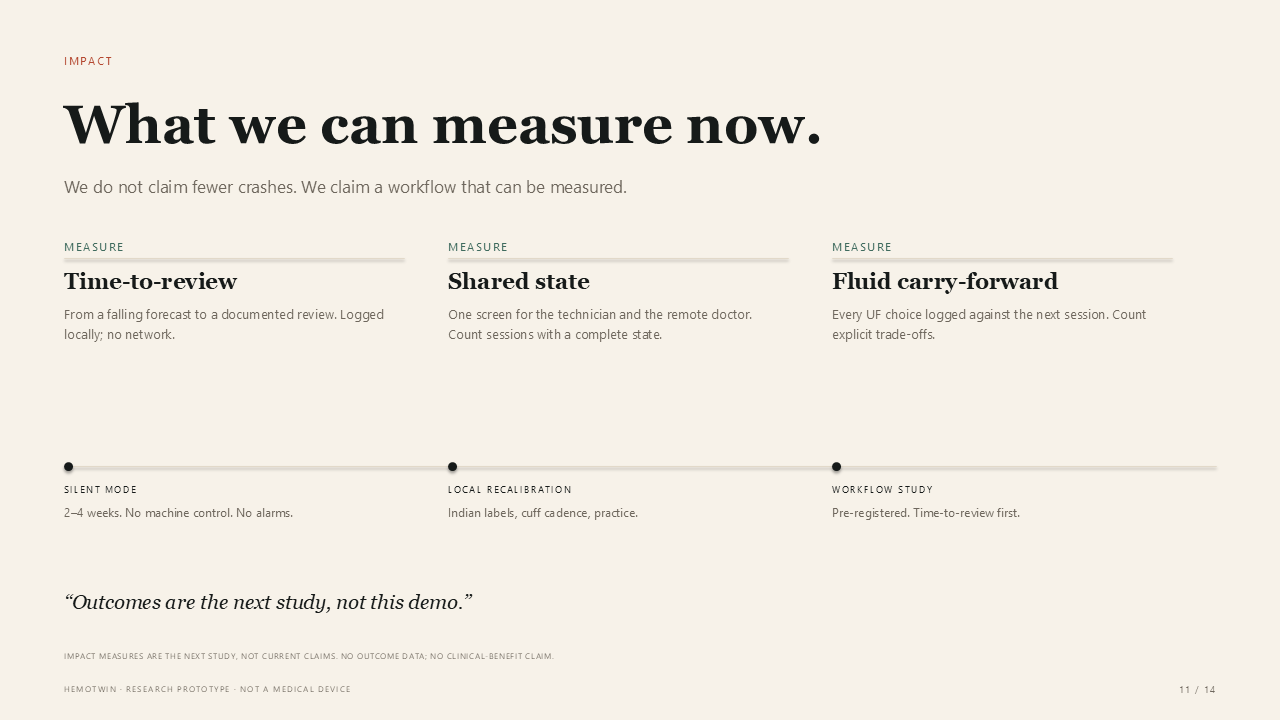 IMPACT
What we can measure now.
We do not claim fewer crashes. We claim a workflow that can be measured.
MEASURE
Time-to-review
From a falling forecast to a documented review. Logged
locally; no network.
MEASURE
Shared state
One screen for the technician and the remote doctor.
Count sessions with a complete state.
MEASURE
Fluid carry-forward
Every UF choice logged against the next session. Count
explicit trade-offs.
SILENT MODE
2–4 weeks. No machine control. No alarms.
LOCAL RECALIBRATION
Indian labels, cuff cadence, practice.
WORKFLOW STUDY
Pre-registered. Time-to-review first.
“Outcomes are the next study, not this demo.”
IMPACT MEASURES ARE THE NEXT STUDY, NOT CURRENT CLAIMS. NO OUTCOME DATA; NO CLINICAL-BENEFIT CLAIM.
HEMOTWIN · RESEARCH PROTOTYPE · NOT A MEDICAL DEVICE
11 / 14